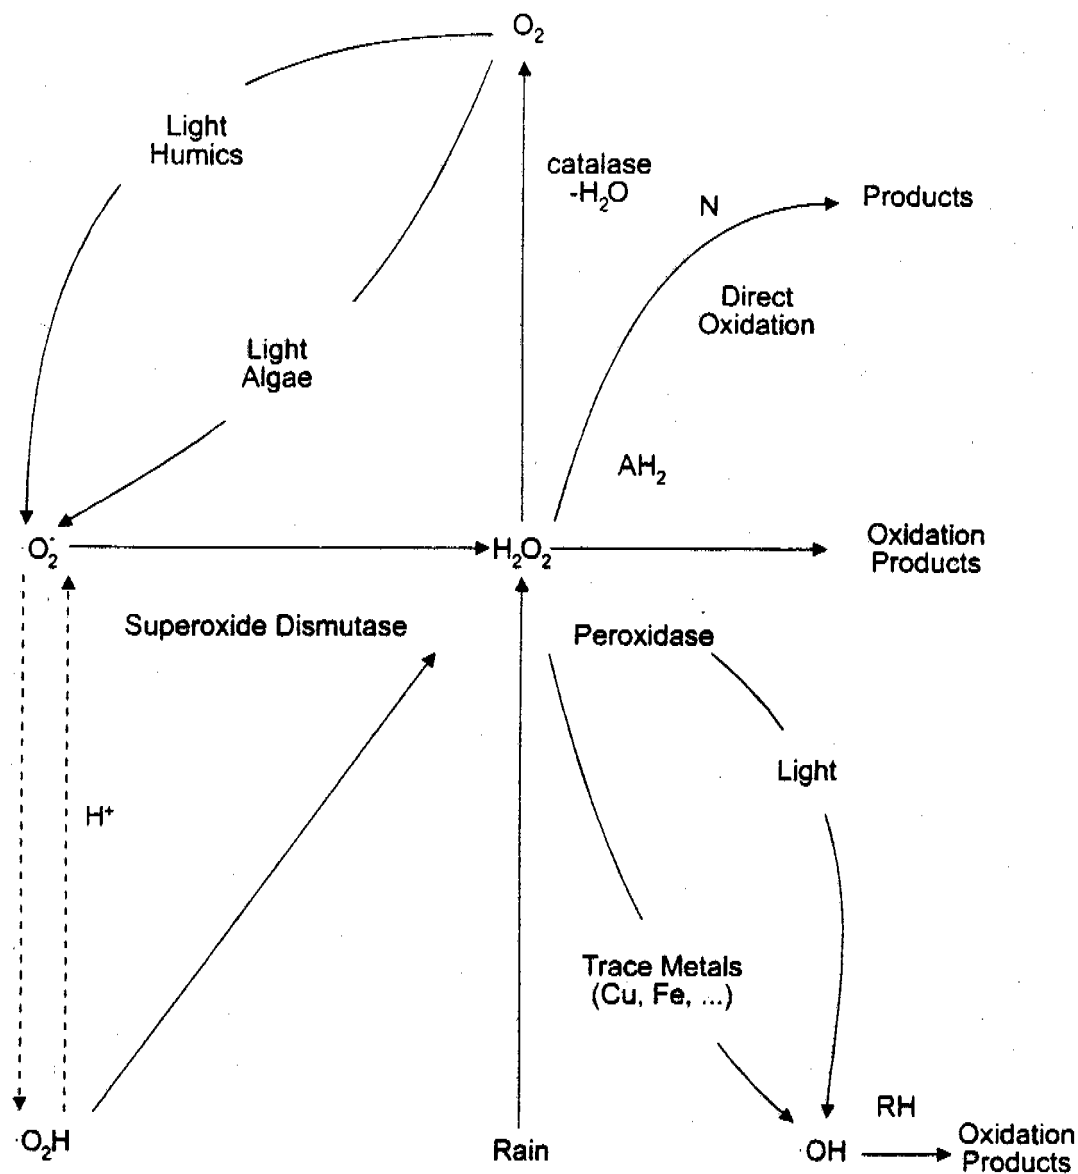 O₂
Light
Humics
catalase
-H₂O
N
Products
Direct
Oxidation
Light
Algae
AH₂
·O₂⁻
H₂O₂
Oxidation
Products
Superoxide Dismutase
Peroxidase
Light
H⁺
Trace Metals
(Cu, Fe, ...)
RH
·O₂H
Rain
·OH
Oxidation
Products